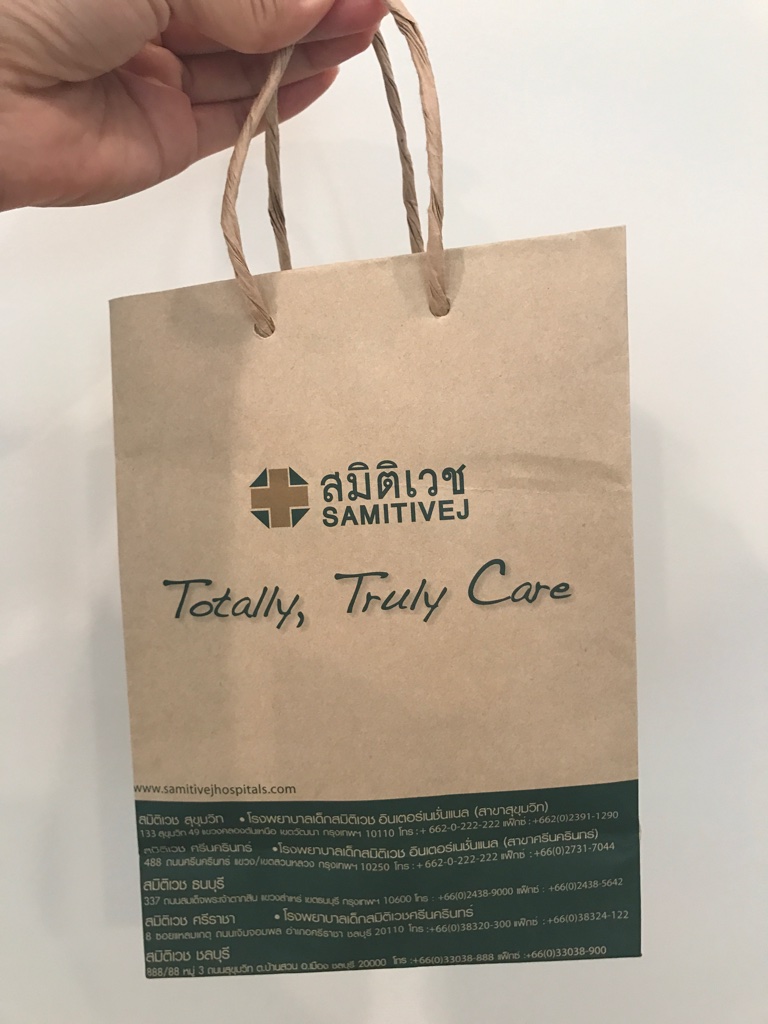 สมิติเวช
SAMITIVEJ
Totally, Truly Care
www.samitivejhospitals.com
สมิติเวช สุขุมวิท • โรงพยาบาลเด็กสมิติเวช อินเตอร์เนชั่นแนล (สาขาสุขุมวิท)
133 สุขุมวิท 49 แขวงคลองตันเหนือ เขตวัฒนา กรุงเทพฯ 10110 โทร : + 662-0-222-222 แฟ็กซ์ : +662(0)2391-1290
สมิติเวช ศรีนครินทร์ •โรงพยาบาลเด็กสมิติเวช อินเตอร์เนชั่นแนล (สาขาศรีนครินทร์)
488 ถนนศรีนครินทร์ แขวง/เขตสวนหลวง กรุงเทพฯ 10250 โทร : + 662-0-222-222 แฟ็กซ์ : +66(0)2731-7044
สมิติเวช ธนบุรี
337 ถนนสมเด็จพระเจ้าตากสิน แขวงสำเหร่ เขตธนบุรี กรุงเทพฯ 10600 โทร : +66(0)2438-9000 แฟ็กซ์ : +66(0)2438-5642
สมิติเวช ศรีราชา • โรงพยาบาลเด็กสมิติเวชศรีนครินทร์
8 ซอยแหลมเกตุ ถนนเจิมจอมพล อำเภอศรีราชา ชลบุรี 20110 โทร :+66(0)38320-300 แฟ็กซ์ : +66(0)38324-122
สมิติเวช ชลบุรี
888/88 หมู่ 3 ถนนสุขุมวิท ต.บ้านสวน อ.เมือง ชลบุรี 20000 โทร :+66(0)33038-888 แฟ็กซ์ :+66(0)33038-900